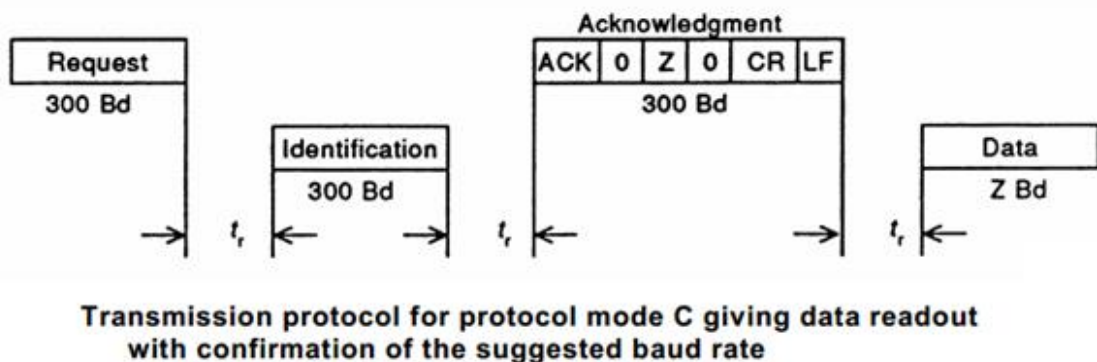 Acknowledgment
Request
ACK 0 Z 0 CR LF
300 Bd
300 Bd
Identification
Data
300 Bd
Z Bd
tr
tr
tr
Transmission protocol for protocol mode C giving data readout
with confirmation of the suggested baud rate